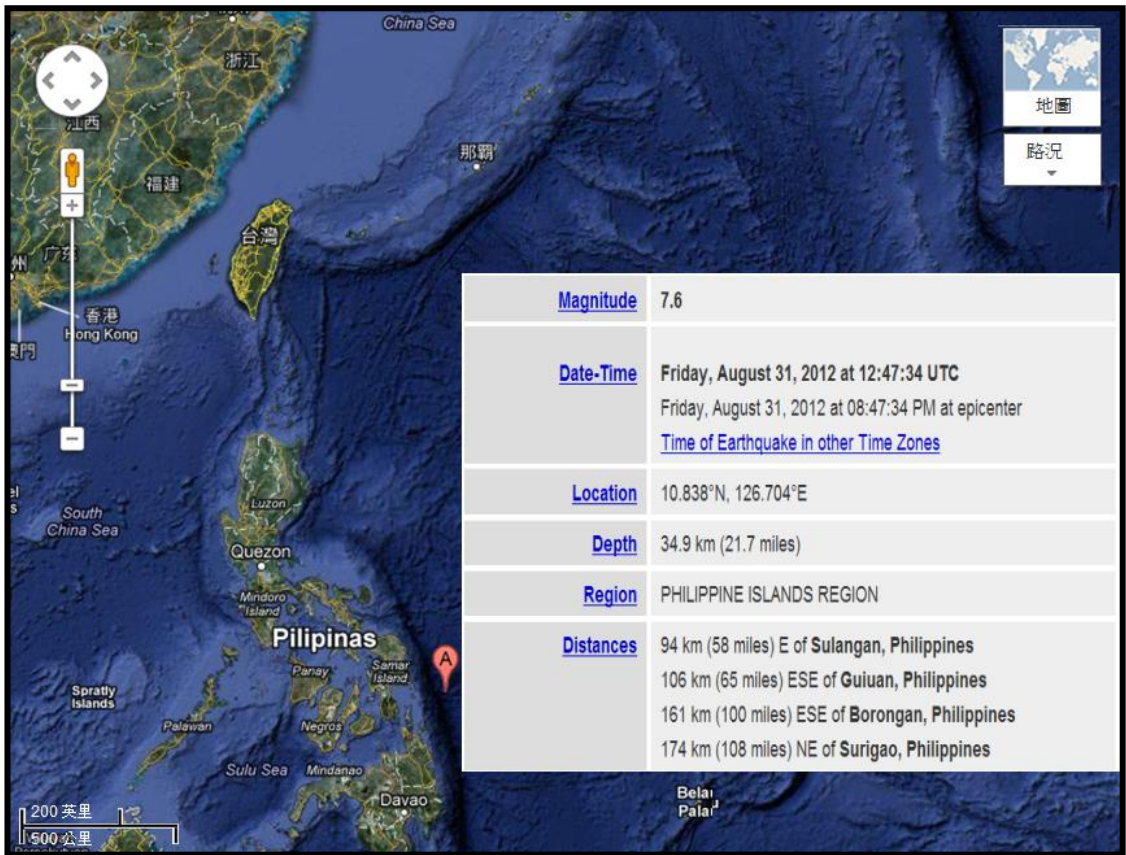 China Sea
浙江
地圖
江西
路況
那霸
福建
台灣
广东
州
香港
Hong Kong
Magnitude 7.6
Date-Time Friday, August 31, 2012 at 12:47:34 UTC
Friday, August 31, 2012 at 08:47:34 PM at epicenter
Time of Earthquake in other Time Zones
Location 10.838°N, 126.704°E
Depth 34.9 km (21.7 miles)
Region PHILIPPINE ISLANDS REGION
Distances 94 km (58 miles) E of Sulangan, Philippines
106 km (65 miles) ESE of Guiuan, Philippines
161 km (100 miles) ESE of Borongan, Philippines
174 km (108 miles) NE of Surigao, Philippines
South
China Sea
Luzon
Quezon
Mindoro
Island
Pilipinas
A
Samar
Island
Panay
Spratly
Islands
Palawan
Negros
Sulu Sea
Mindanao
Davao
200 英里
500 公里